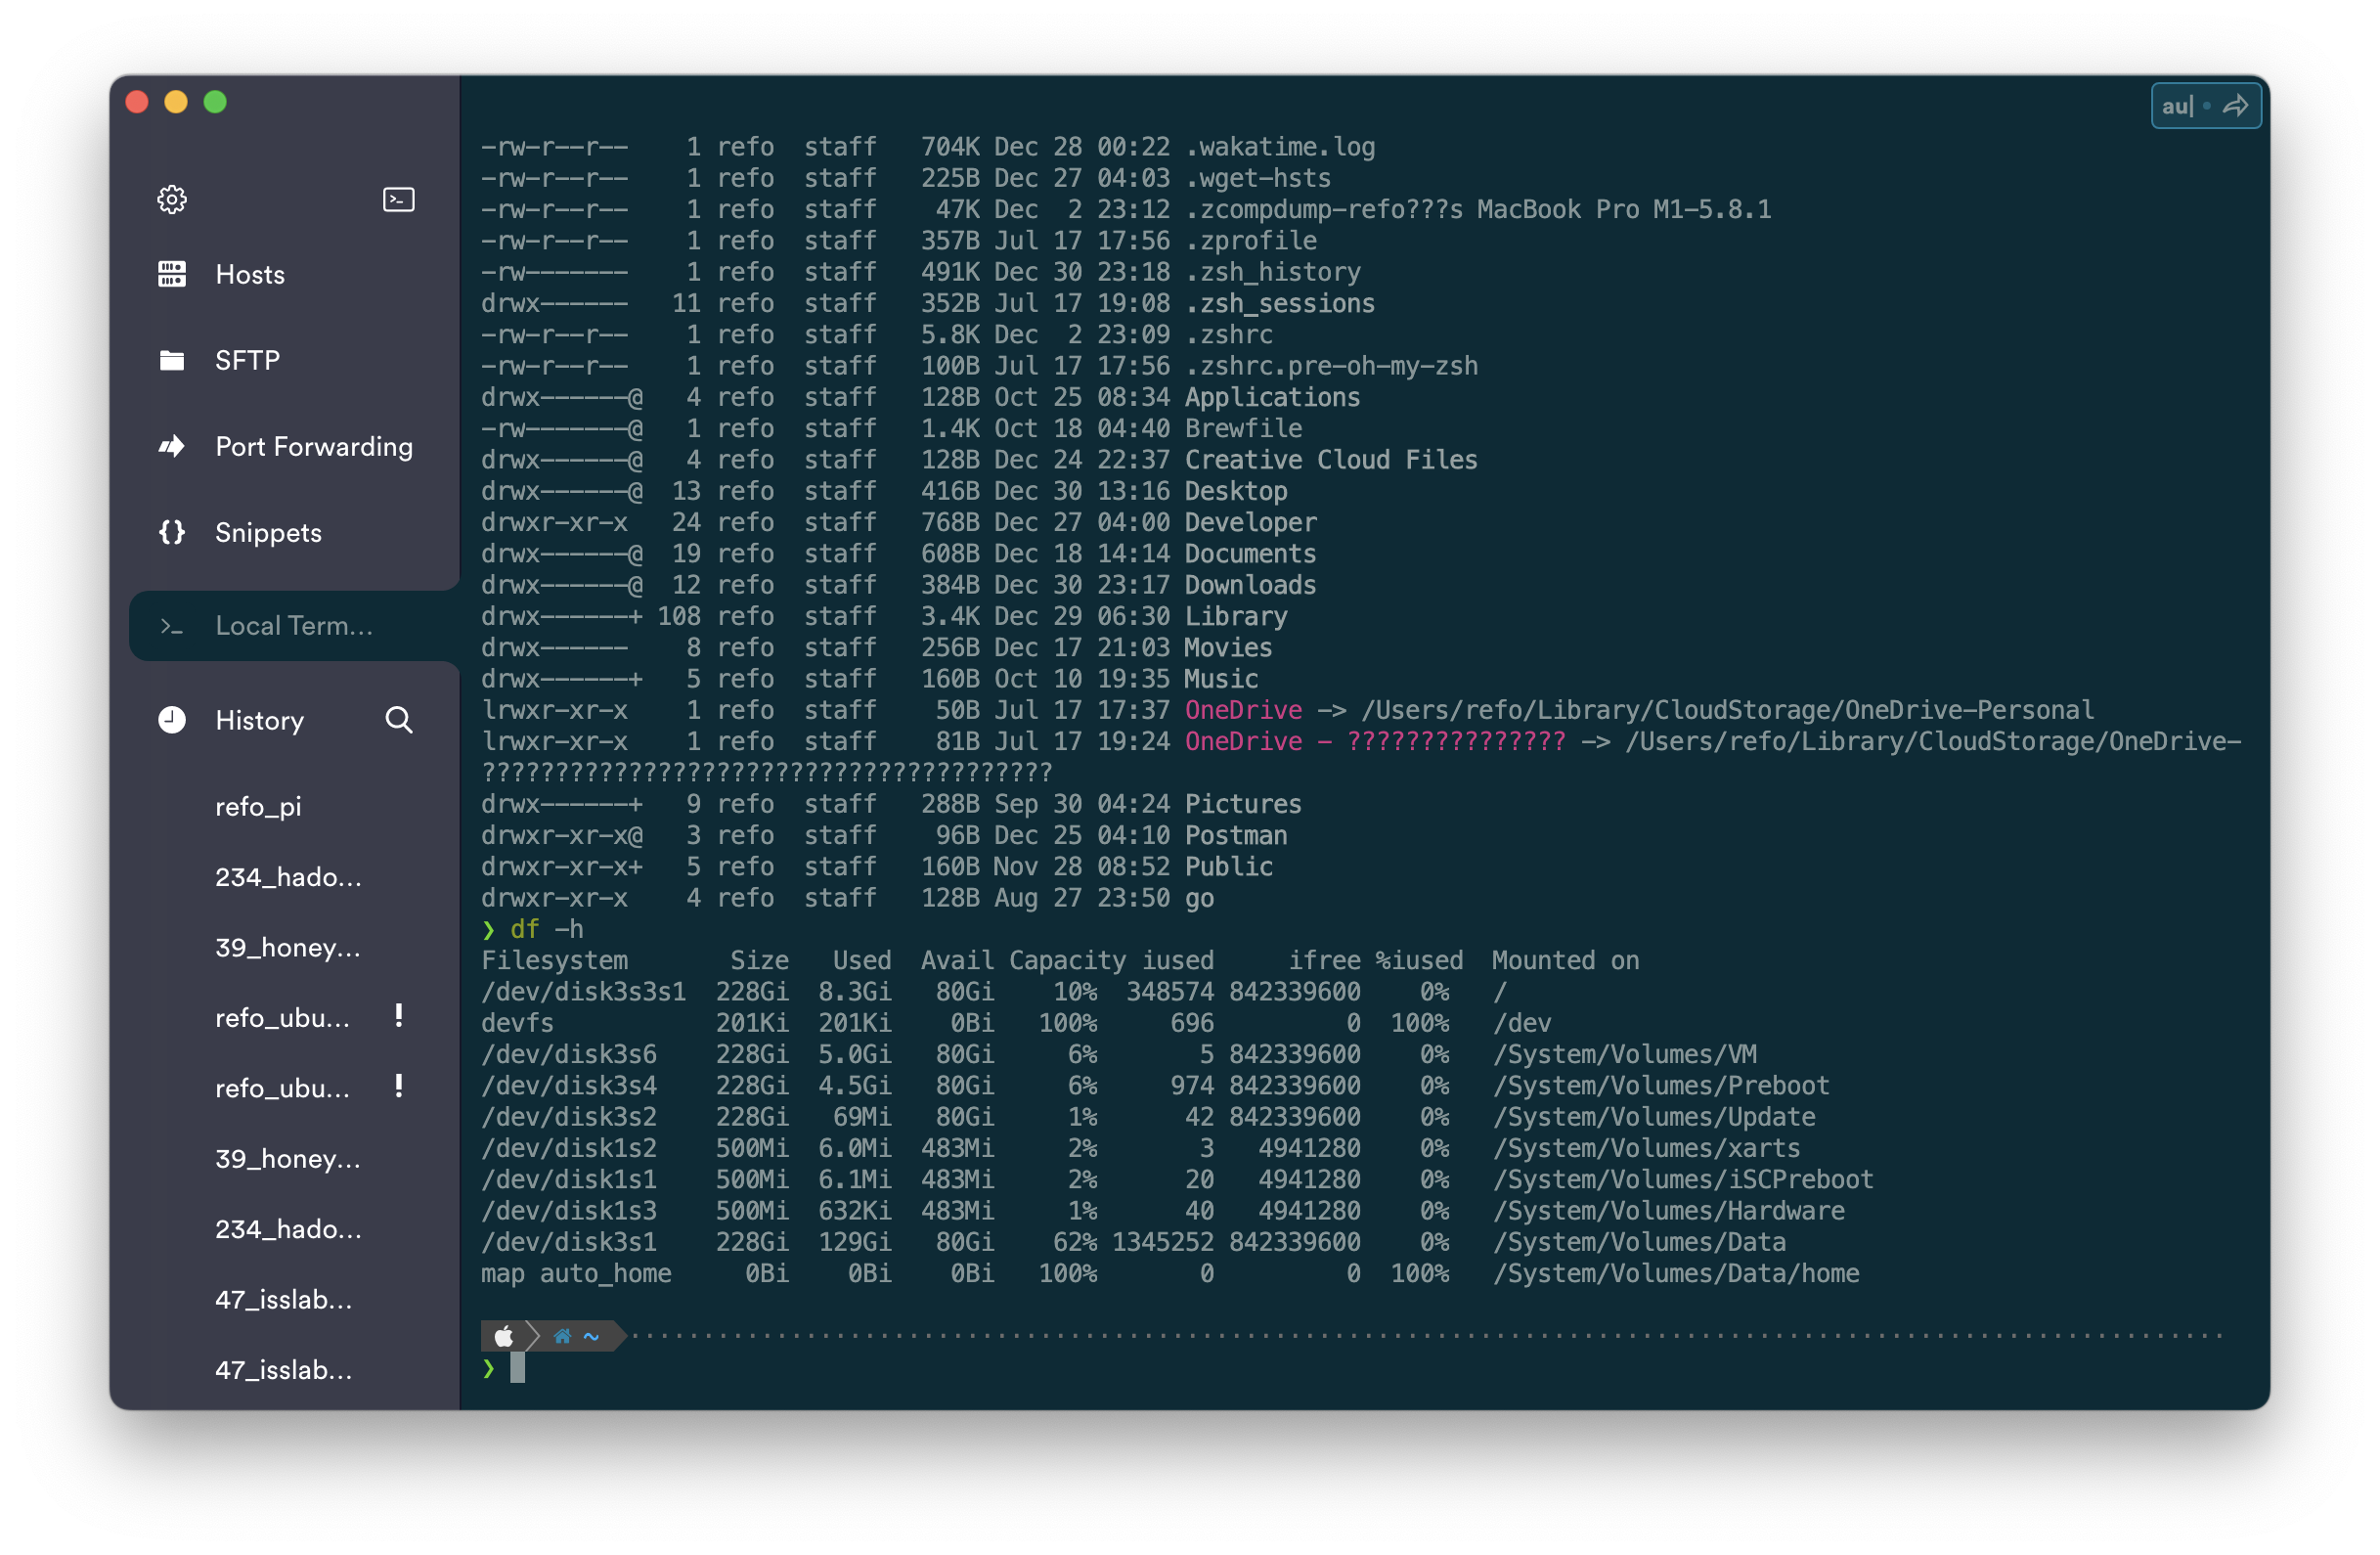 au|
Hosts
SFTP
Port Forwarding
Snippets
Local Term...
History
refo_pi
234_hado...
39_honey...
refo_ubu... !
refo_ubu... !
39_honey...
234_hado...
47_isslab...
47_isslab...
-rw-r--r--    1 refo  staff   704K Dec 28 00:22 .wakatime.log
-rw-r--r--    1 refo  staff   225B Dec 27 04:03 .wget-hsts
-rw-r--r--    1 refo  staff    47K Dec  2 23:12 .zcompdump-refo???s MacBook Pro M1-5.8.1
-rw-r--r--    1 refo  staff   357B Jul 17 17:56 .zprofile
-rw-------    1 refo  staff   491K Dec 30 23:18 .zsh_history
drwx------   11 refo  staff   352B Jul 17 19:08 .zsh_sessions
-rw-r--r--    1 refo  staff   5.8K Dec  2 23:09 .zshrc
-rw-r--r--    1 refo  staff   100B Jul 17 17:56 .zshrc.pre-oh-my-zsh
drwx------@   4 refo  staff   128B Oct 25 08:34 Applications
-rw-------@   1 refo  staff   1.4K Oct 18 04:40 Brewfile
drwx------@   4 refo  staff   128B Dec 24 22:37 Creative Cloud Files
drwx------@  13 refo  staff   416B Dec 30 13:16 Desktop
drwxr-xr-x   24 refo  staff   768B Dec 27 04:00 Developer
drwx------@  19 refo  staff   608B Dec 18 14:14 Documents
drwx------@  12 refo  staff   384B Dec 30 23:17 Downloads
drwx------+ 108 refo  staff   3.4K Dec 29 06:30 Library
drwx------    8 refo  staff   256B Dec 17 21:03 Movies
drwx------+   5 refo  staff   160B Oct 10 19:35 Music
lrwxr-xr-x    1 refo  staff    50B Jul 17 17:37 OneDrive -> /Users/refo/Library/CloudStorage/OneDrive-Personal
lrwxr-xr-x    1 refo  staff    81B Jul 17 19:24 OneDrive - ??????????????? -> /Users/refo/Library/CloudStorage/OneDrive-
???????????????????????????????????????
drwx------+   9 refo  staff   288B Sep 30 04:24 Pictures
drwxr-xr-x@   3 refo  staff    96B Dec 25 04:10 Postman
drwxr-xr-x+   5 refo  staff   160B Nov 28 08:52 Public
drwxr-xr-x    4 refo  staff   128B Aug 27 23:50 go
❯ df -h
Filesystem       Size   Used  Avail Capacity iused     ifree %iused  Mounted on
/dev/disk3s3s1  228Gi  8.3Gi   80Gi    10%  348574 842339600    0%   /
devfs           201Ki  201Ki    0Bi   100%     696         0  100%   /dev
/dev/disk3s6    228Gi  5.0Gi   80Gi     6%       5 842339600    0%   /System/Volumes/VM
/dev/disk3s4    228Gi  4.5Gi   80Gi     6%     974 842339600    0%   /System/Volumes/Preboot
/dev/disk3s2    228Gi   69Mi   80Gi     1%      42 842339600    0%   /System/Volumes/Update
/dev/disk1s2    500Mi  6.0Mi  483Mi     2%       3   4941280    0%   /System/Volumes/xarts
/dev/disk1s1    500Mi  6.1Mi  483Mi     2%      20   4941280    0%   /System/Volumes/iSCPreboot
/dev/disk1s3    500Mi  632Ki  483Mi     1%      40   4941280    0%   /System/Volumes/Hardware
/dev/disk3s1    228Gi  129Gi   80Gi    62% 1345252 842339600    0%   /System/Volumes/Data
map auto_home     0Bi    0Bi    0Bi   100%       0         0  100%   /System/Volumes/Data/home
~
❯